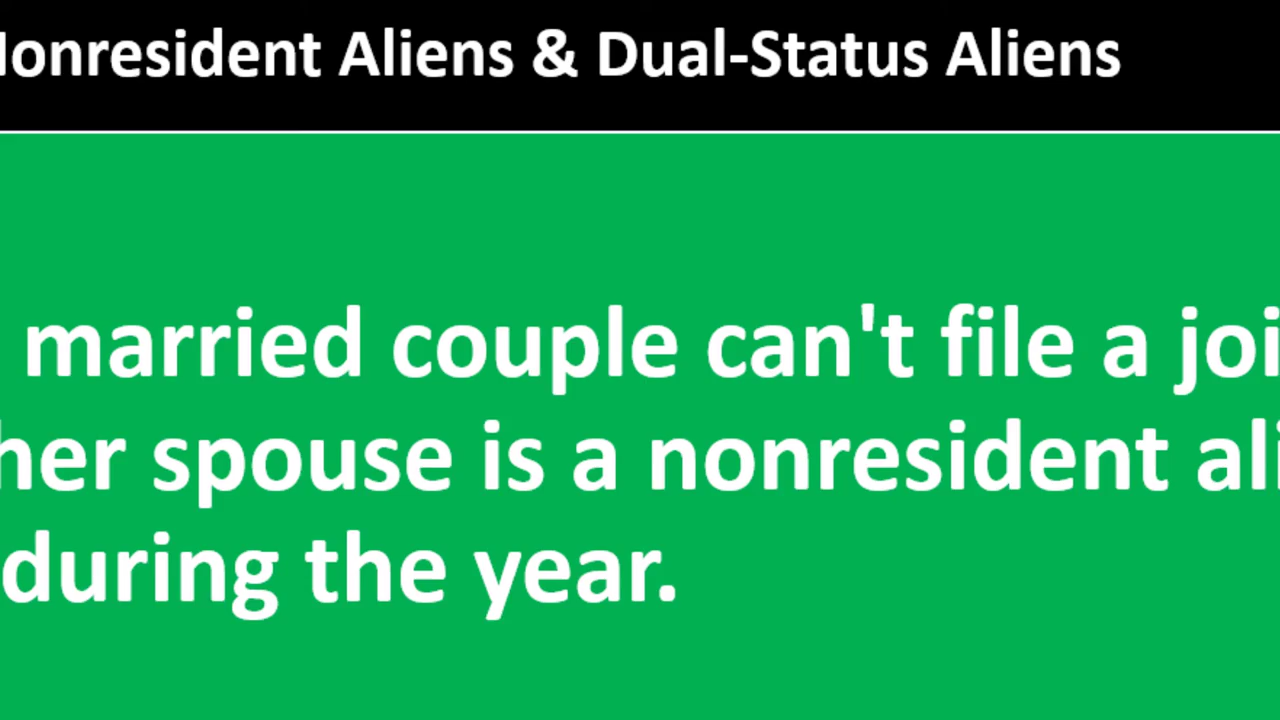 Nonresident Aliens & Dual-Status Aliens
married couple can't file a joi
her spouse is a nonresident ali
during the year.